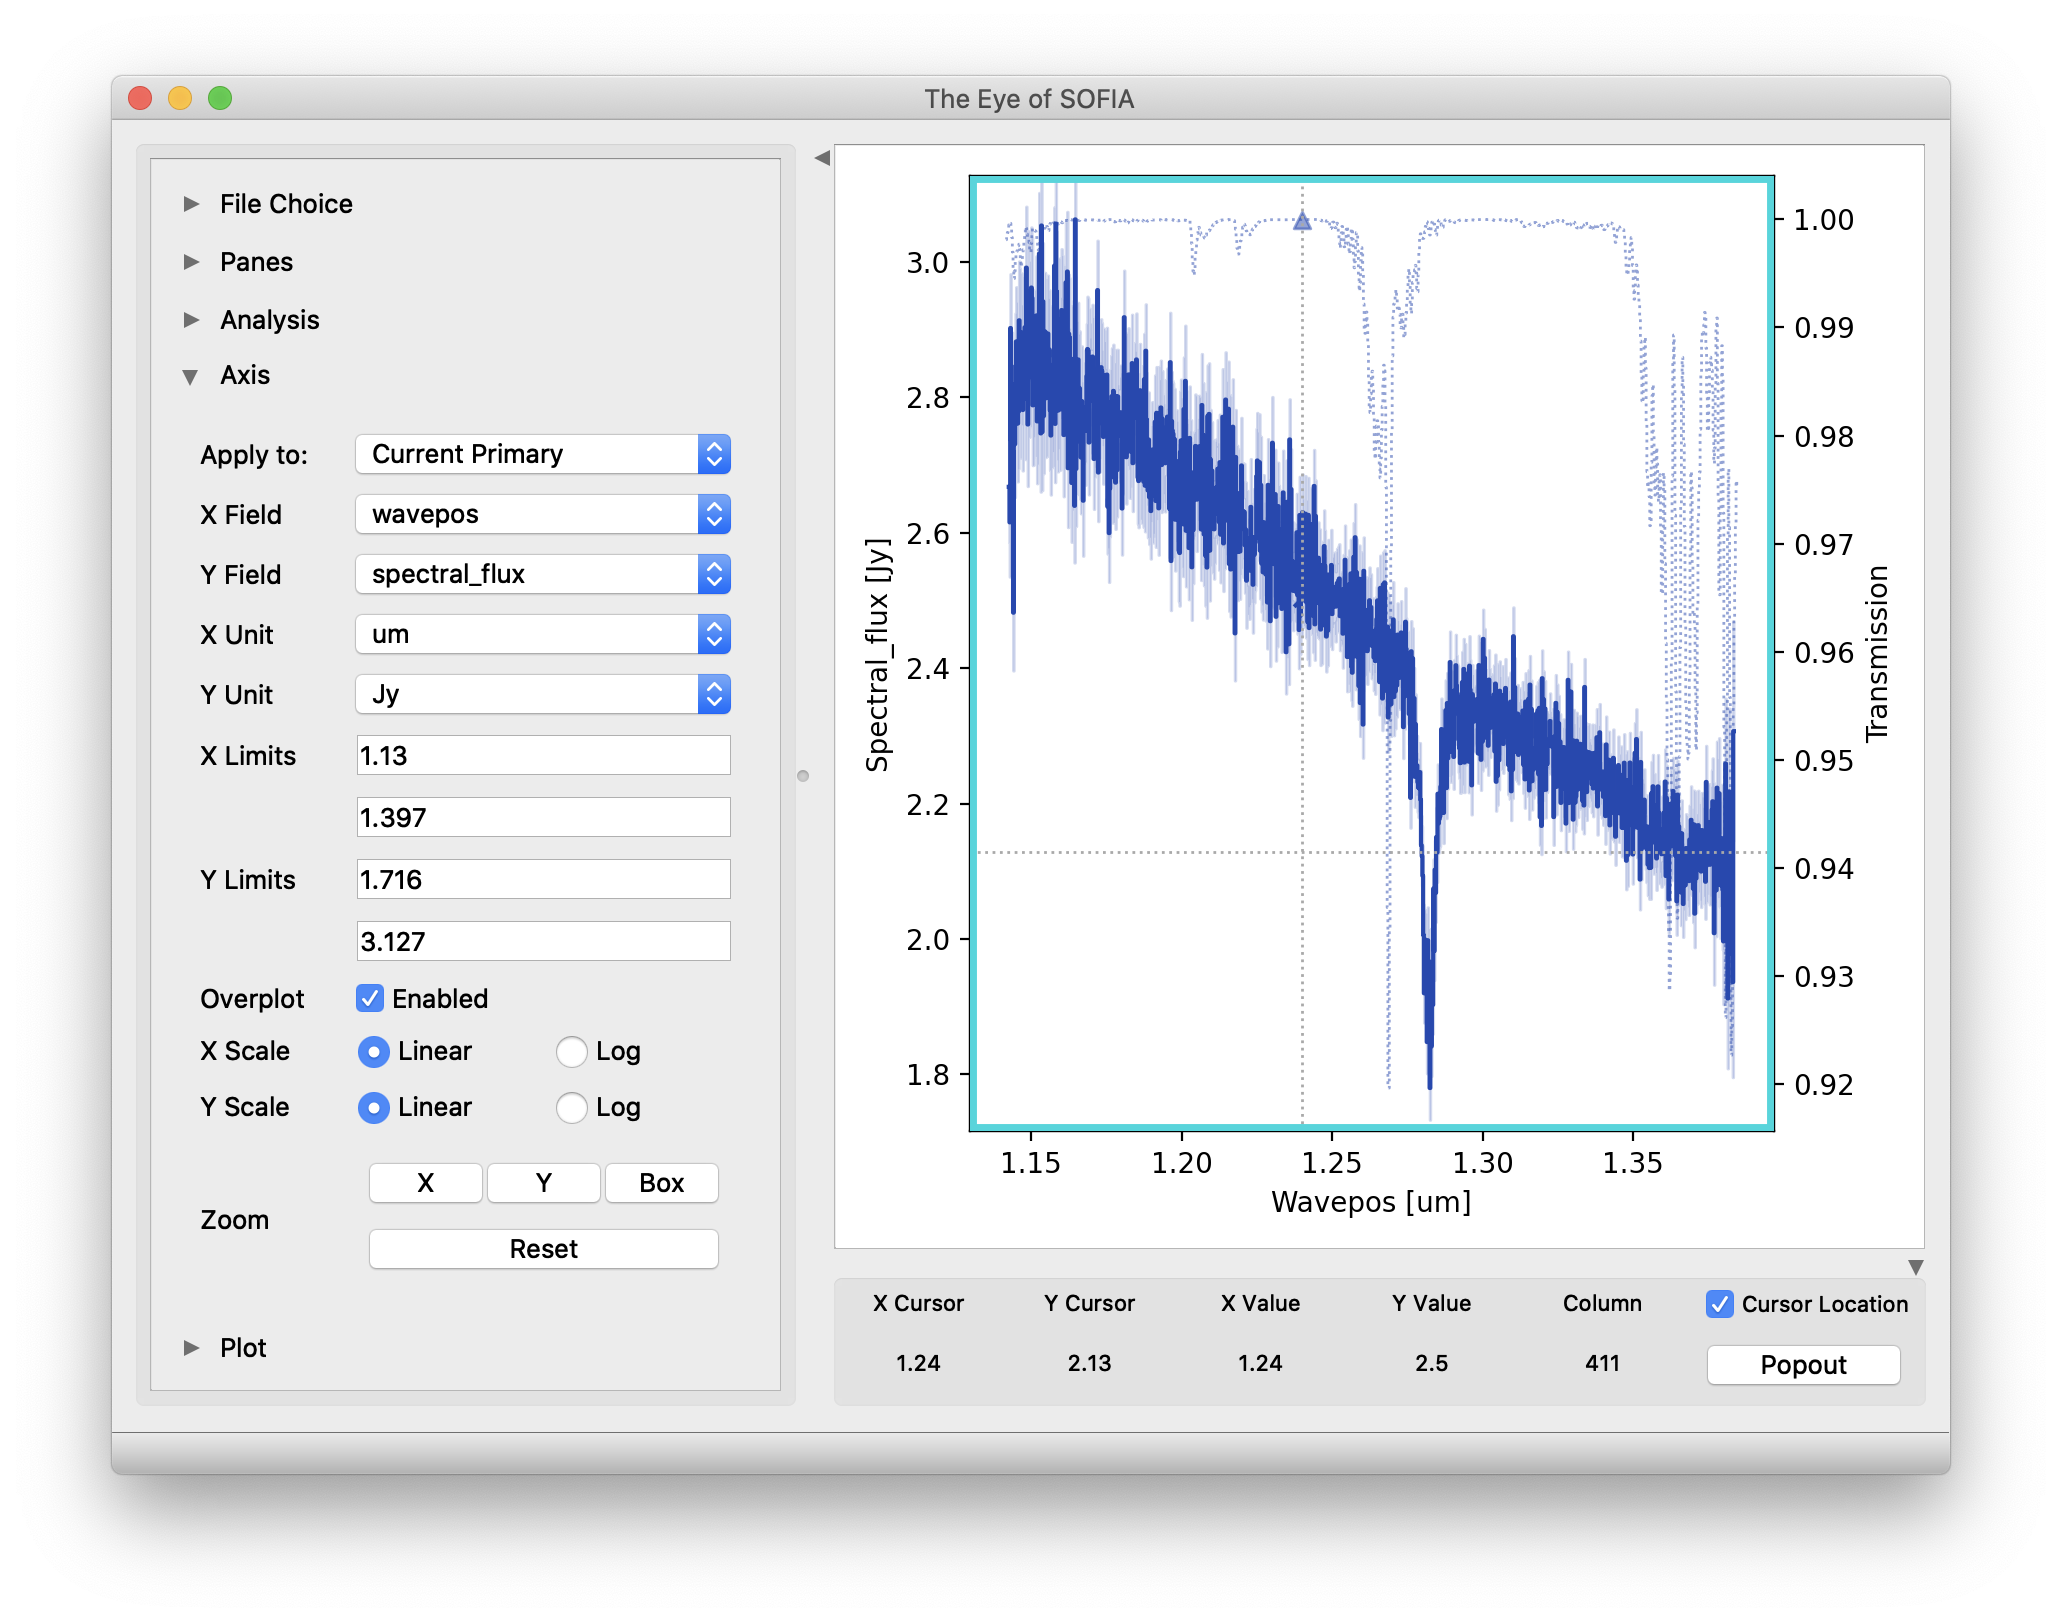 The Eye of SOFIA
File Choice
Panes
Analysis
Axis
Apply to: Current Primary
X Field wavepos
Y Field spectral_flux
X Unit um
Y Unit Jy
X Limits 1.13
1.397
Y Limits 1.716
3.127
Overplot Enabled
X Scale Linear Log
Y Scale Linear Log
Zoom
X Y Box
Reset
Plot
Spectral_flux [Jy]
3.0
2.8
2.6
2.4
2.2
2.0
1.8
1.00
0.99
0.98
0.97
0.96
0.95
0.94
0.93
0.92
Transmission
1.15 1.20 1.25 1.30 1.35
Wavepos [um]
X Cursor Y Cursor X Value Y Value Column Cursor Location
1.24 2.13 1.24 2.5 411 Popout